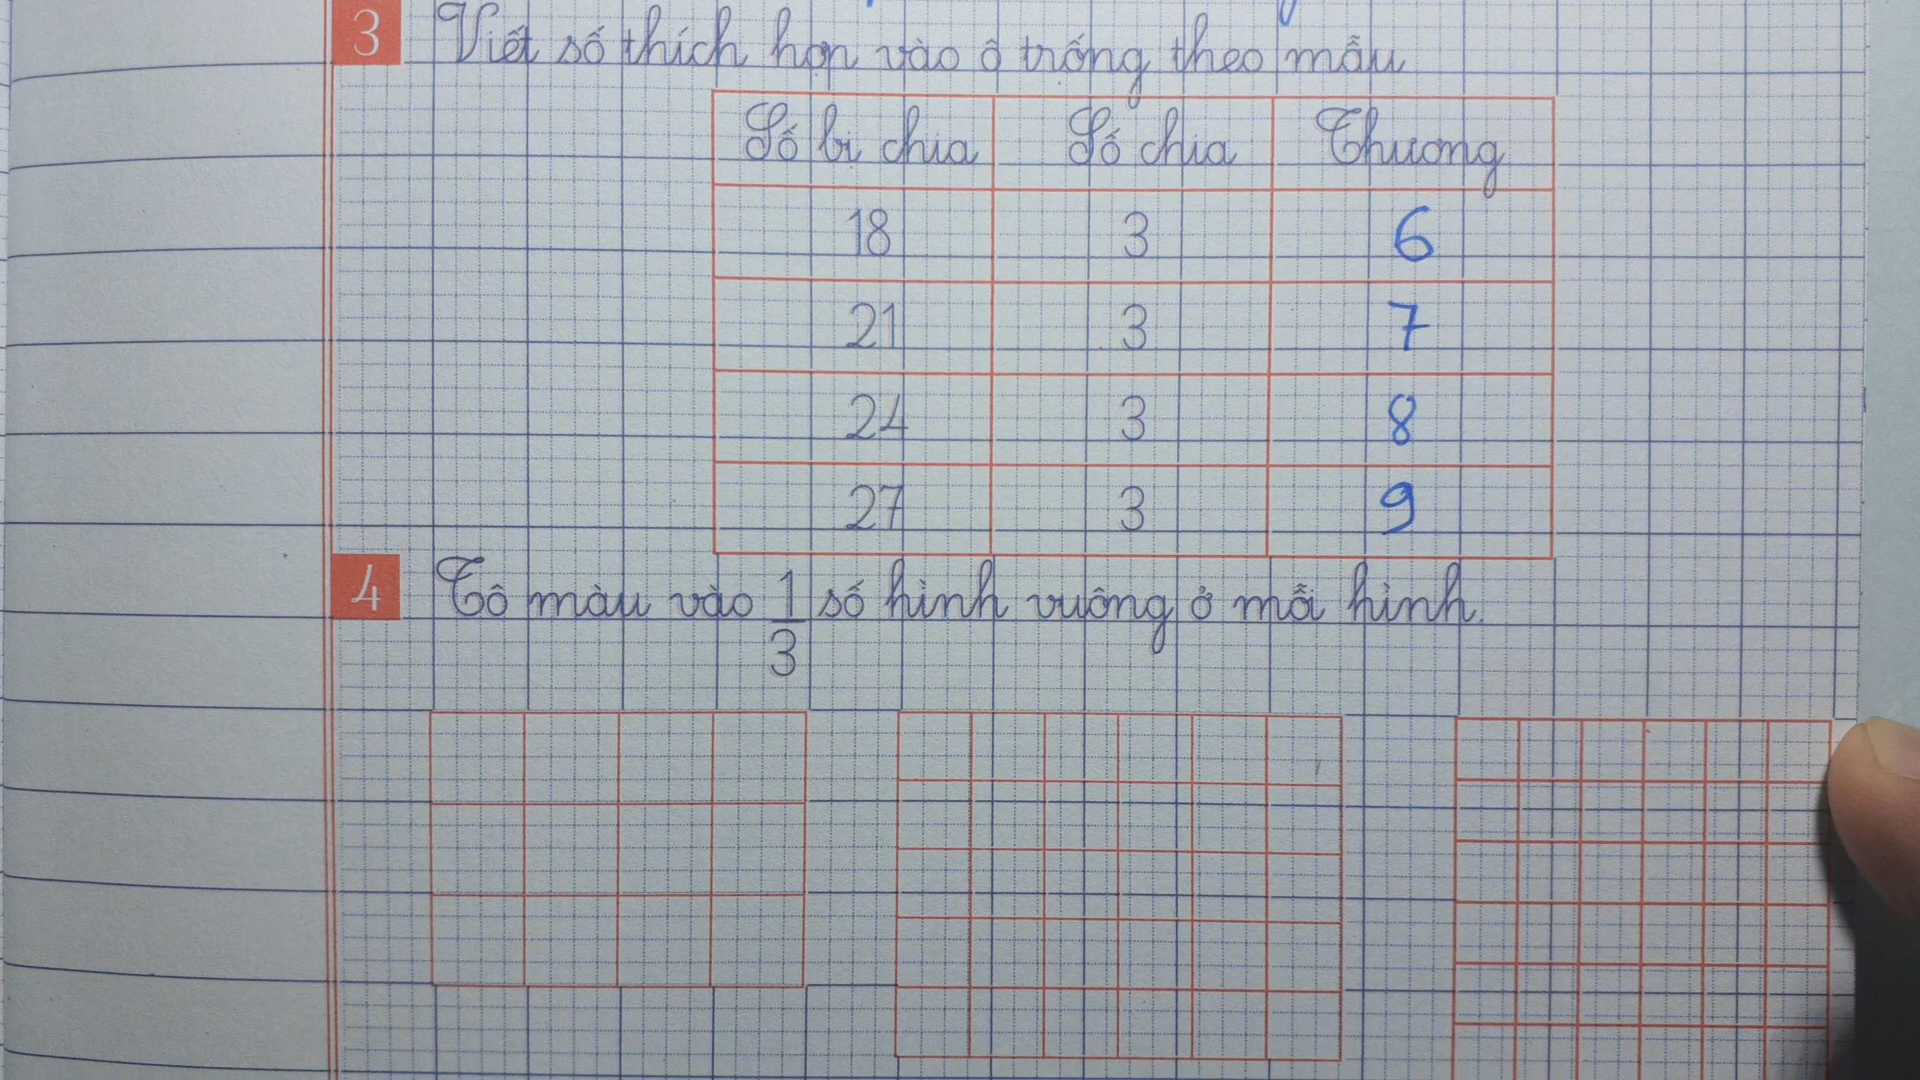 3 Viết số thích hợp vào ô trống theo mẫu
Số bị chia Số chia Thương
18 3 6
21 3 7
24 3 8
27 3 9
4 Tô màu vào 1/3 số hình vuông ở mỗi hình.